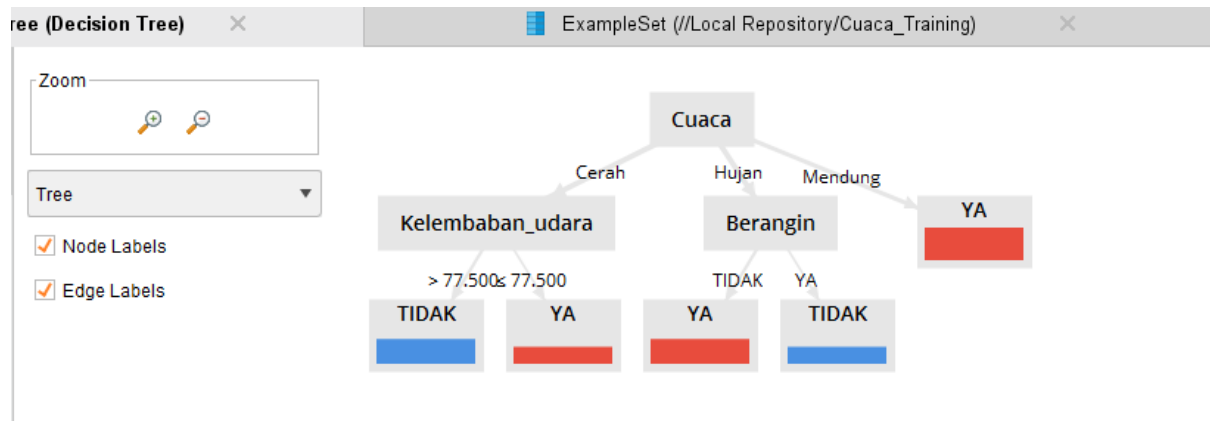 ree (Decision Tree)
ExampleSet (//Local Repository/Cuaca_Training)
Zoom
Tree
Node Labels
Edge Labels
Cuaca
Cerah Hujan Mendung
Kelembaban_udara Berangin YA
> 77.500 ≤ 77.500 TIDAK YA
TIDAK YA YA TIDAK